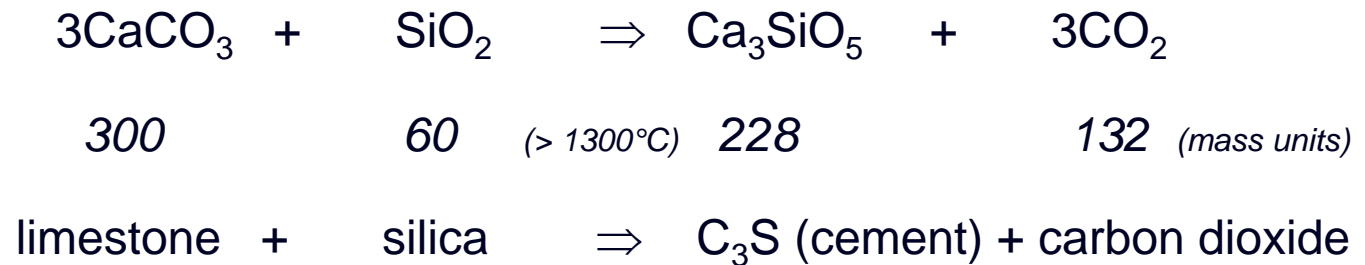 3CaCO₃ + SiO₂ ⇒ Ca₃SiO₅ + 3CO₂
300 60 (> 1300°C) 228 132 (mass units)
limestone + silica ⇒ C₃S (cement) + carbon dioxide